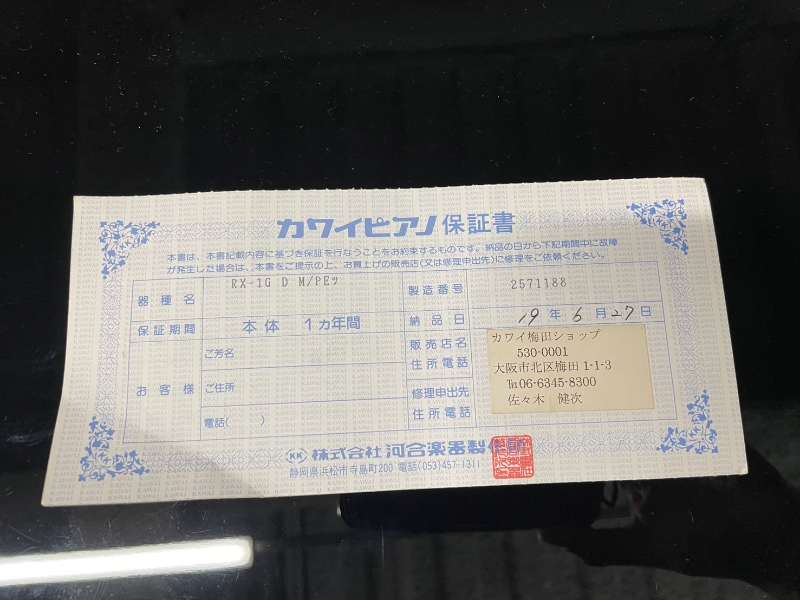 カワイピアノ 保証書
本書は、本書記載内容に基づき保証を行なうことをお約束するものです。納品の日から下記期間中に故障
が発生した場合は、本書をご提示の上、お買上げの販売店(又は修理申出先)に修理をご依頼ください。
器種名 RX-1G D M/PEツ 製造番号 2571188
保証期間 本体 1カ年間 納品日 19年6月27日
お客様 ご芳名
ご住所
電話( )
販売店名
住所電話
カワイ梅田ショップ
530-0001
大阪市北区梅田1-1-3
℡06-6345-8300
佐々木 健次
修理申出先
住所電話
KK 株式会社 河合楽器製作所
静岡県浜松市寺島町200 電話(053)457-1311